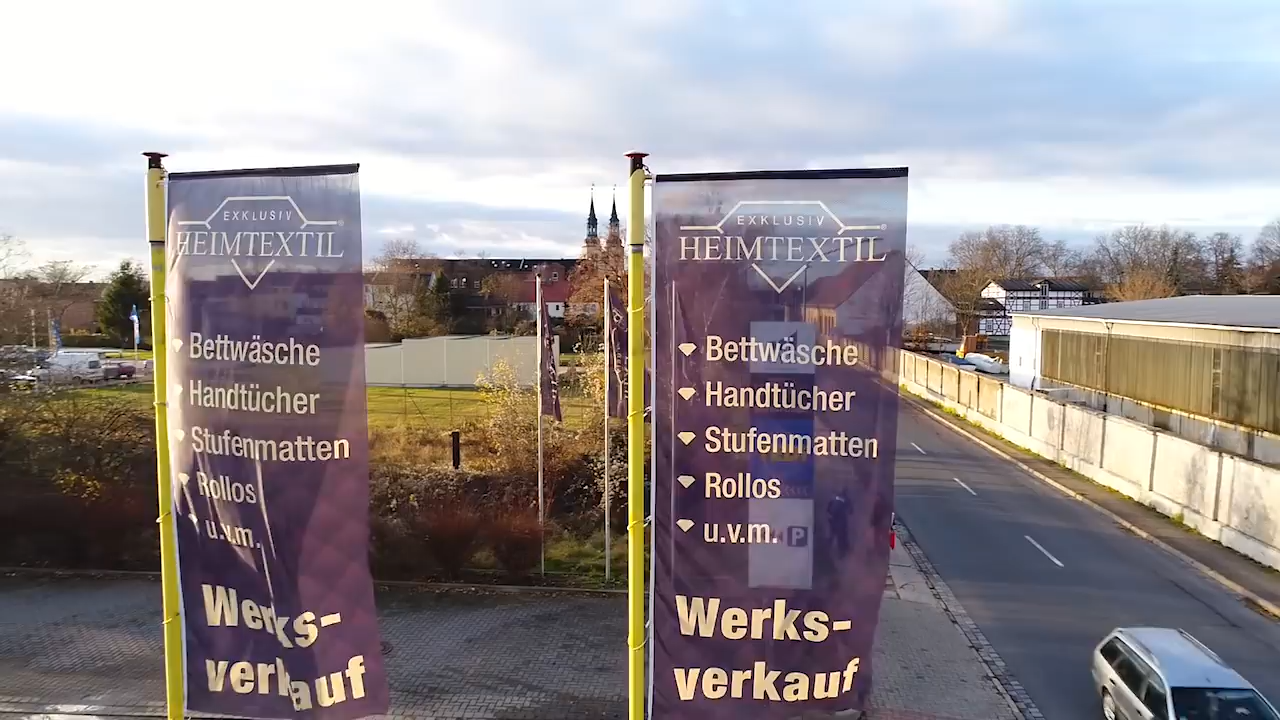 EXKLUSIV
HEIMTEXTIL®
Bettwäsche
Handtücher
Stufenmatten
Rollos
u.v.m.
Werks-
verkauf
EXKLUSIV
HEIMTEXTIL®
Bettwäsche
Handtücher
Stufenmatten
Rollos
u.v.m.
P
Werks-
verkauf